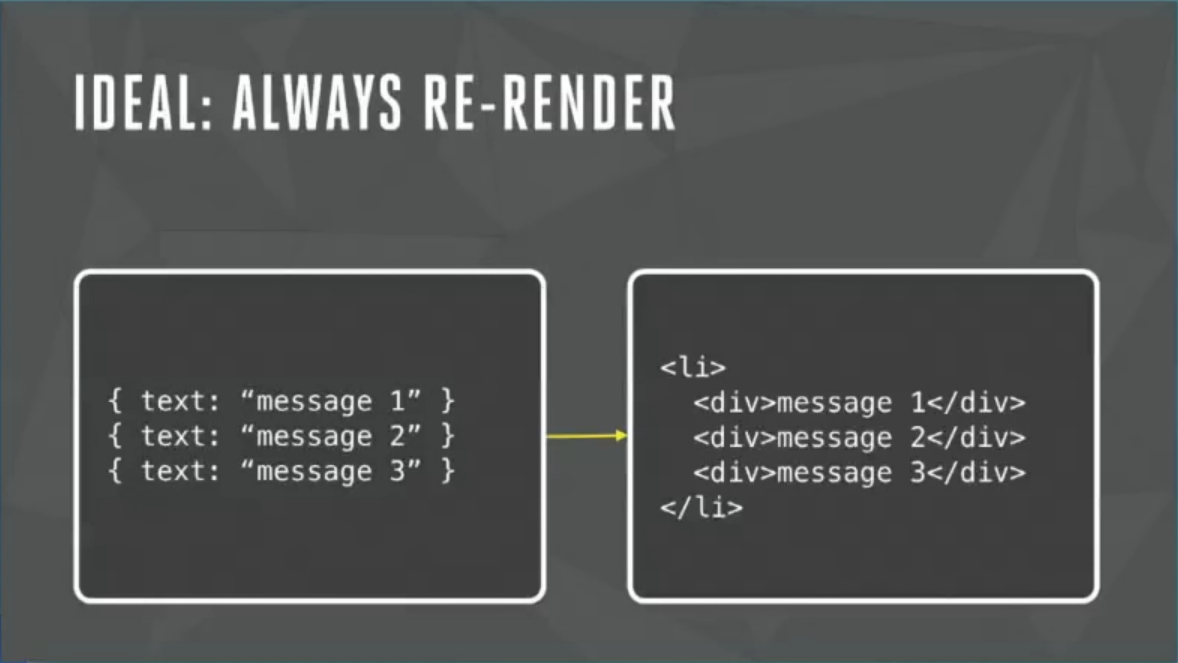 IDEAL: ALWAYS RE-RENDER
{ text: “message 1” }
{ text: “message 2” }
{ text: “message 3” }
<li>
<div>message 1</div>
<div>message 2</div>
<div>message 3</div>
</li>